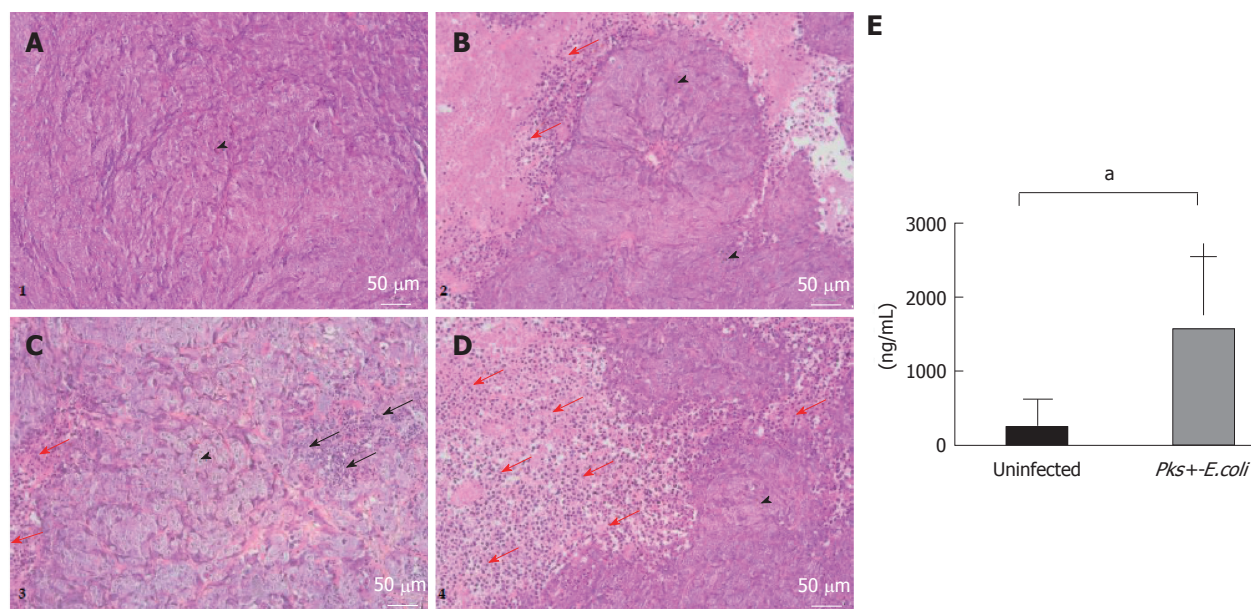 A
50 μm
1
B
50 μm
2
C
50 μm
3
D
50 μm
4
E
a
(ng/mL)
3000
2000
1000
0
Uninfected
Pks+-E.coli